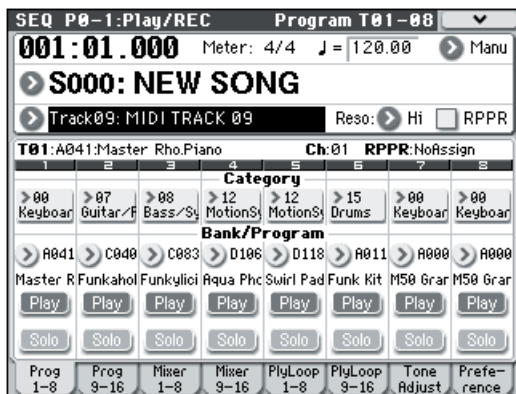 SEQ P0-1:Play/REC Program T01-08
001:01.000 Meter: 4/4 ♩= 120.00 Manu
S000: NEW SONG
Track09: MIDI TRACK 09 Reso: Hi RPPR
T01:A041:Master Rho.Piano Ch:01 RPPR:NoAssign
1 2 3 4 5 6 7 8
Category
00 07 08 12 12 15 00 00
Keyboar Guitar/F Bass/Sy MotionSy MotionSy Drums Keyboar Keyboar
Bank/Program
A041 C040 C083 D106 D118 A011 A000 A000
Master R Funkahol Funkylici Aqua Pho Swirl Pad Funk Kit M50 Gran M50 Gran
Play Play Play Play Play Play Play Play
Solo Solo Solo Solo Solo Solo Solo Solo
Prog Prog Mixer Mixer PlyLoop PlyLoop Tone Prefe-
1-8 9-16 1-8 9-16 1-8 9-16 Adjust rence